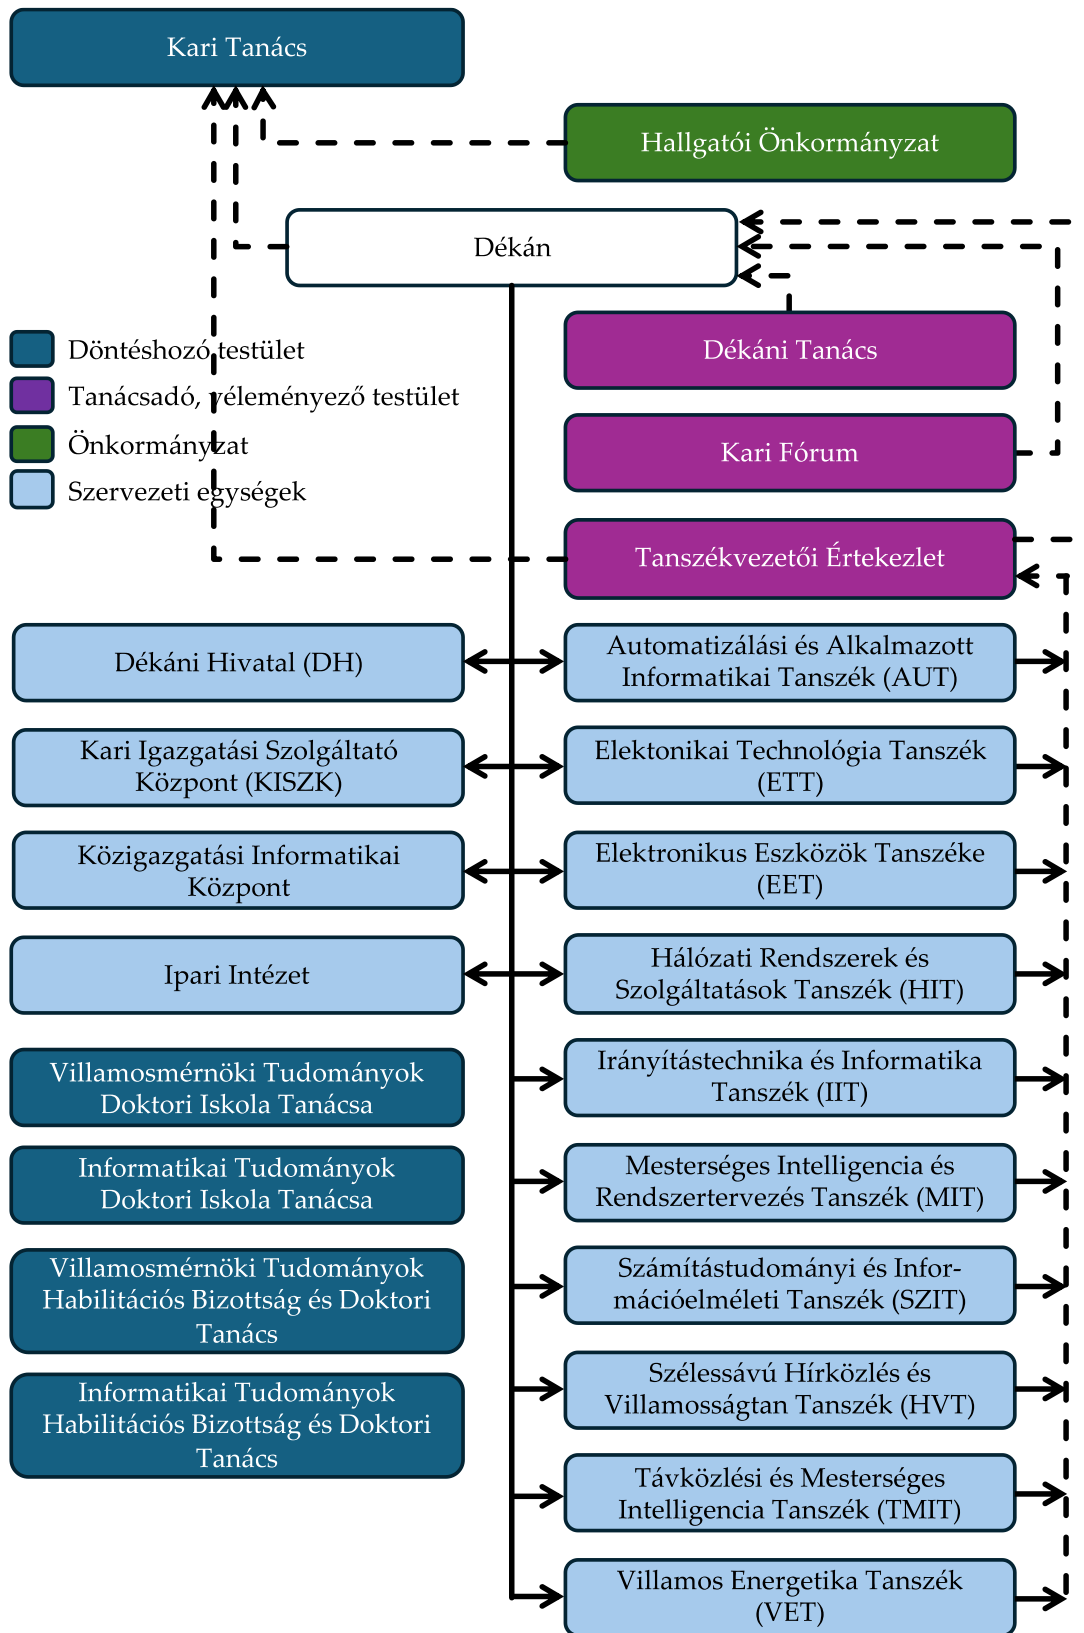 Kari Tanács
Hallgatói Önkormányzat
Dékán
Dékáni Tanács
Döntéshozó testület
Tanácsadó, véleményező testület
Önkormányzat
Szervezeti egységek
Kari Fórum
Tanszékvezetői Értekezlet
Dékáni Hivatal (DH)
Automatizálási és Alkalmazott
Informatikai Tanszék (AUT)
Kari Igazgatási Szolgáltató
Központ (KISZK)
Elektonikai Technológia Tanszék
(ETT)
Közigazgatási Informatikai
Központ
Elektronikus Eszközök Tanszéke
(EET)
Ipari Intézet
Hálózati Rendszerek és
Szolgáltatások Tanszék (HIT)
Villamosmérnöki Tudományok
Doktori Iskola Tanácsa
Irányítástechnika és Informatika
Tanszék (IIT)
Informatikai Tudományok
Doktori Iskola Tanácsa
Mesterséges Intelligencia és
Rendszertervezés Tanszék (MIT)
Villamosmérnöki Tudományok
Habilitációs Bizottság és Doktori
Tanács
Számítástudományi és Infor-
mációelméleti Tanszék (SZIT)
Informatikai Tudományok
Habilitációs Bizottság és Doktori
Tanács
Szélessávú Hírközlés és
Villamosságtan Tanszék (HVT)
Távközlési és Mesterséges
Intelligencia Tanszék (TMIT)
Villamos Energetika Tanszék
(VET)